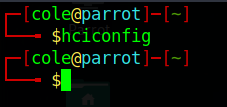 ┌─[cole@parrot]─[~]
└──╼ $hciconfig
┌─[cole@parrot]─[~]
└──╼ $